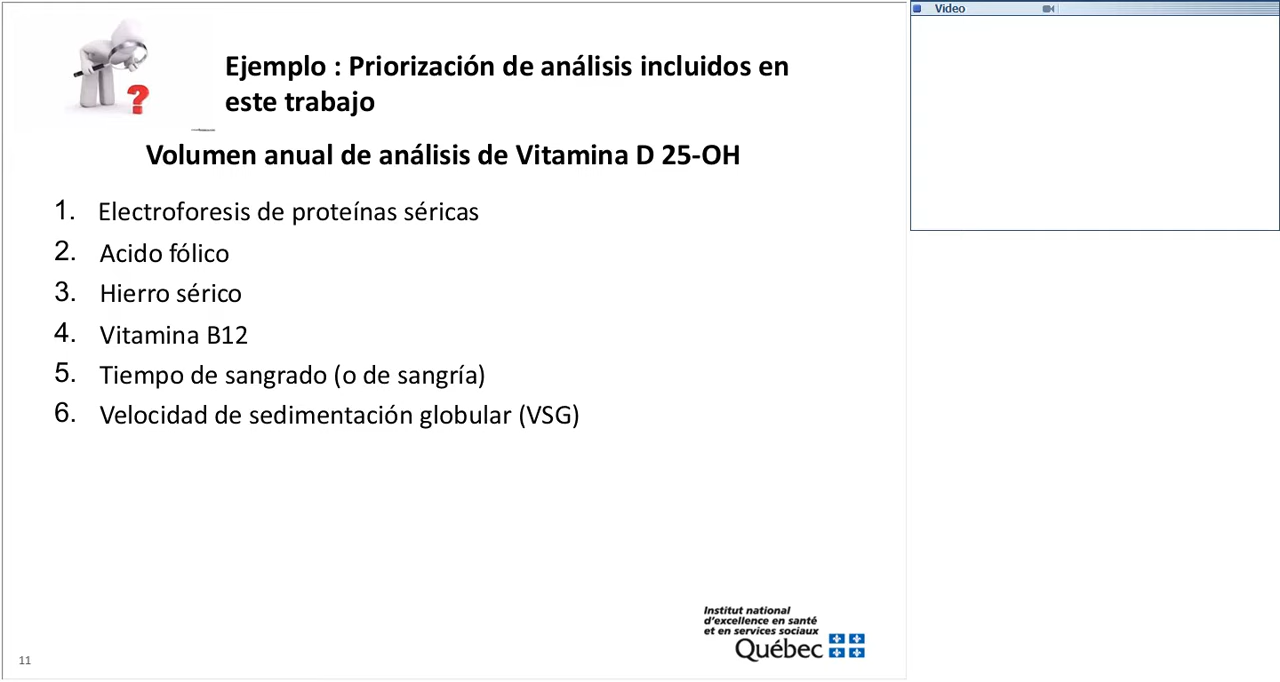 Video
Ejemplo : Priorización de análisis incluidos en
este trabajo
Volumen anual de análisis de Vitamina D 25-OH
1. Electroforesis de proteínas séricas
2. Acido fólico
3. Hierro sérico
4. Vitamina B12
5. Tiempo de sangrado (o de sangría)
6. Velocidad de sedimentación globular (VSG)
Institut national
d'excellence en santé
et en services sociaux
Québec
11